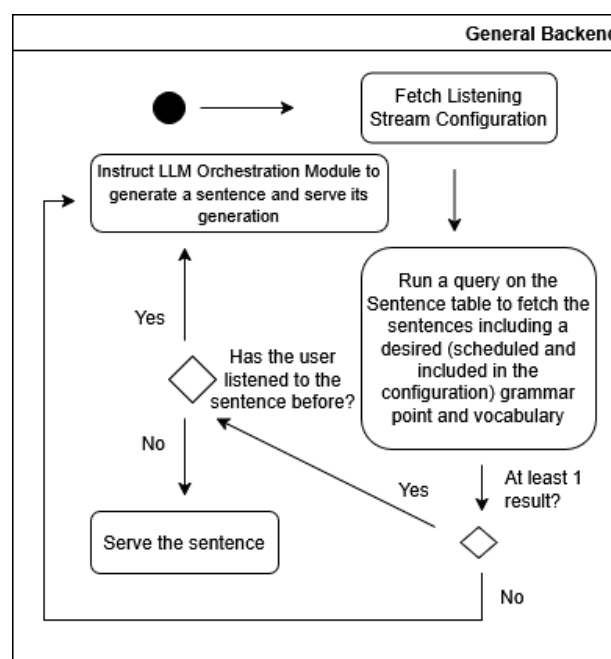 General Backend
Fetch Listening
Stream Configuration
Instruct LLM Orchestration Module to
generate a sentence and serve its
generation
Run a query on the
Sentence table to fetch the
sentences including a
desired (scheduled and
included in the
configuration) grammar
point and vocabulary
Yes
Has the user
listened to the
sentence before?
No
At least 1
result?
Yes
Serve the sentence
No